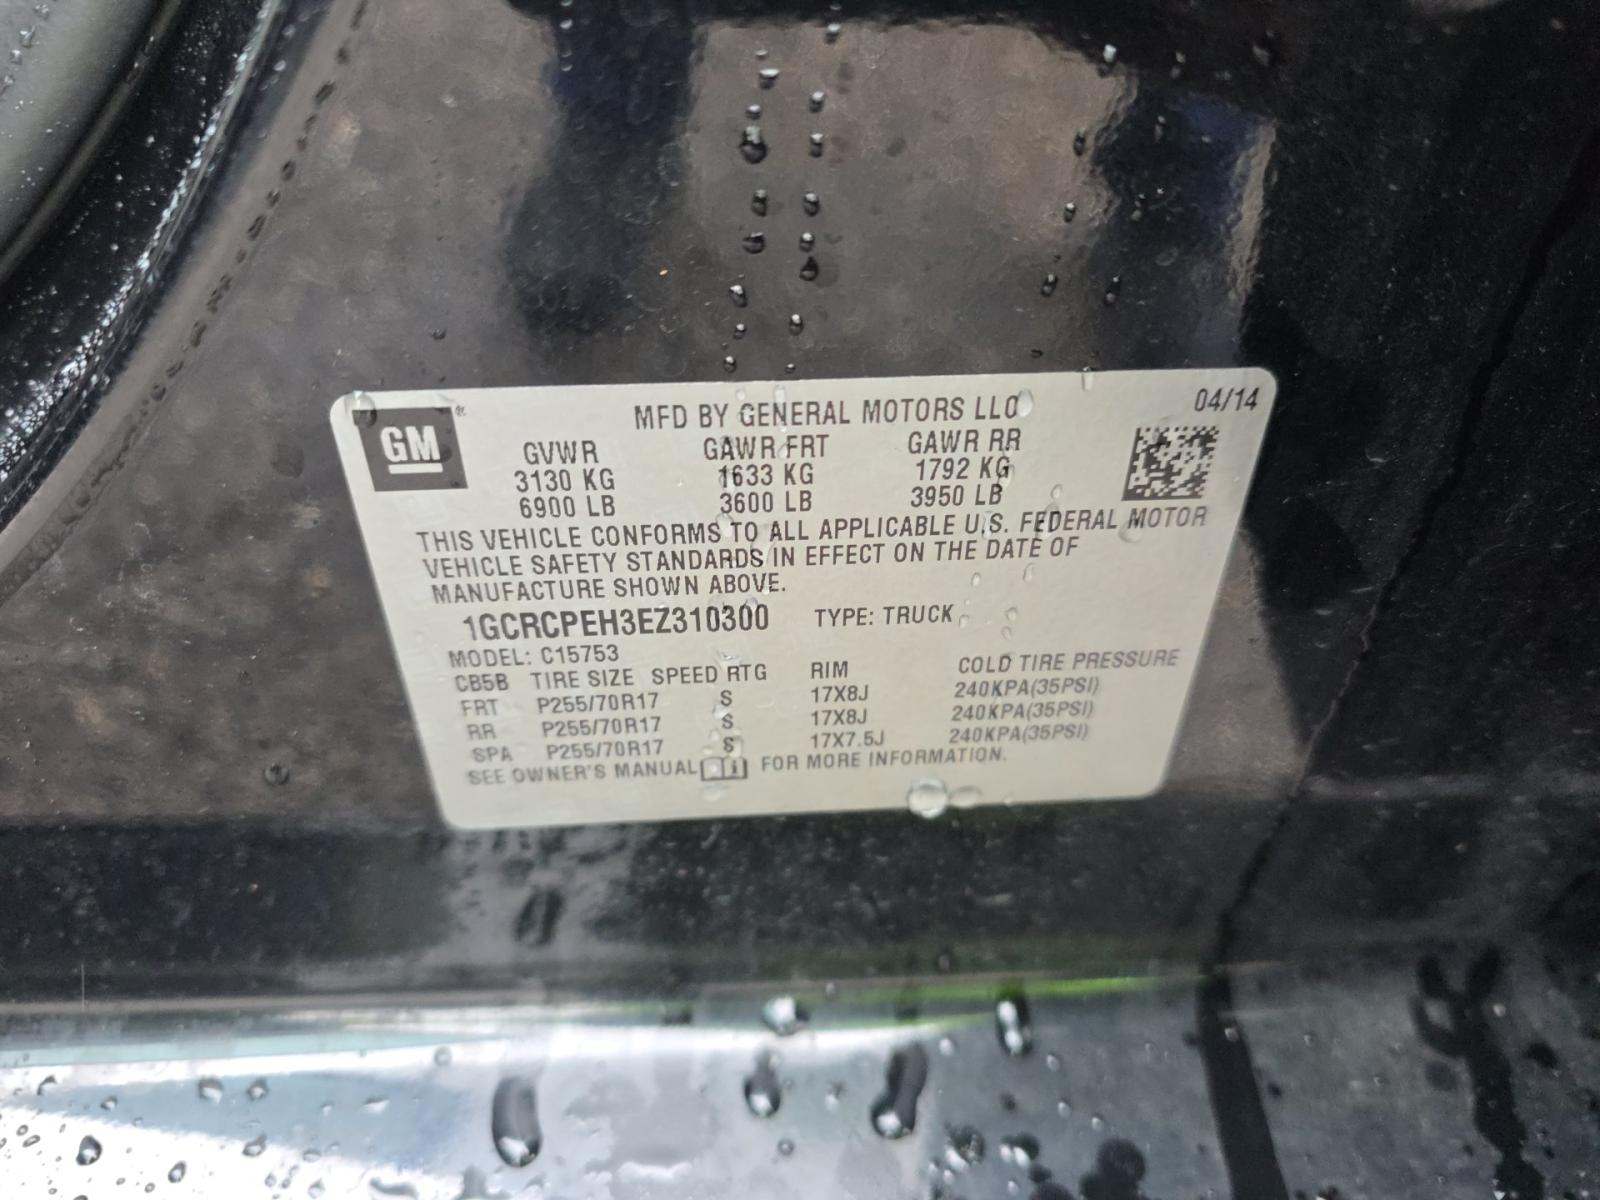 GM ®
MFD BY GENERAL MOTORS LLC 04/14
GVWR GAWR FRT GAWR RR
3130 KG 1633 KG 1792 KG
6900 LB 3600 LB 3950 LB
THIS VEHICLE CONFORMS TO ALL APPLICABLE U.S. FEDERAL MOTOR
VEHICLE SAFETY STANDARDS IN EFFECT ON THE DATE OF
MANUFACTURE SHOWN ABOVE.
1GCRCPEH3EZ310300 TYPE: TRUCK
MODEL: C15753
CB5B TIRE SIZE SPEED RTG RIM COLD TIRE PRESSURE
FRT P255/70R17 S 17X8J 240KPA(35PSI)
RR P255/70R17 S 17X8J 240KPA(35PSI)
SPA P255/70R17 S 17X7.5J 240KPA(35PSI)
SEE OWNER'S MANUAL FOR MORE INFORMATION.